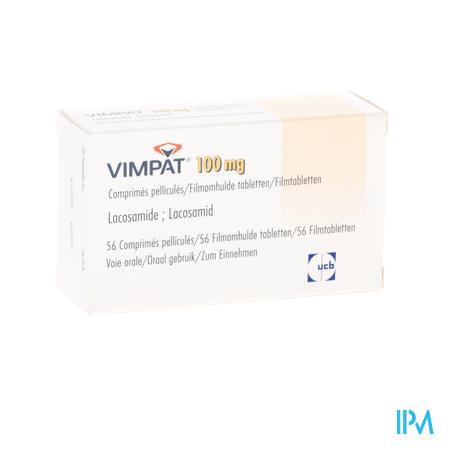 VIMPAT® 100 mg
Comprimés pelliculés/Filmomhulde tabletten/Filmtabletten
Lacosamide ; Lacosamid
56 Comprimés pelliculés/56 Filmomhulde tabletten/56 Filmtabletten
Voie orale/Oraal gebruik/Zum Einnehmen
ucb
IPM